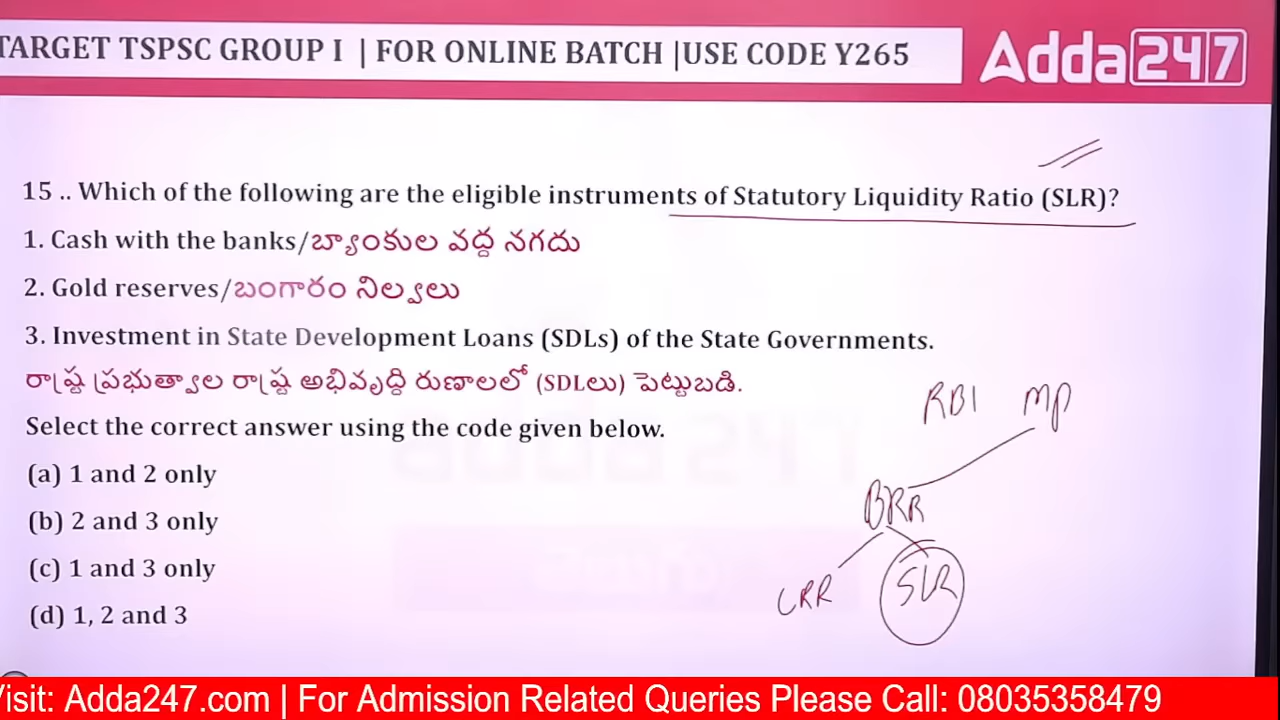 TARGET TSPSC GROUP I | FOR ONLINE BATCH |USE CODE Y265
Adda247
15 .. Which of the following are the eligible instruments of Statutory Liquidity Ratio (SLR)?
1. Cash with the banks/బ్యాంకుల వద్ద నగదు
2. Gold reserves/బంగారం నిల్వలు
3. Investment in State Development Loans (SDLs) of the State Governments.
రాష్ట్ర ప్రభుత్వాల రాష్ట్ర అభివృద్ధి రుణాలలో (SDLలు) పెట్టుబడి.
RBI MP
Select the correct answer using the code given below.
(a) 1 and 2 only
BRR
(b) 2 and 3 only
(c) 1 and 3 only
CRR SLR
(d) 1, 2 and 3
Visit: Adda247.com | For Admission Related Queries Please Call: 08035358479